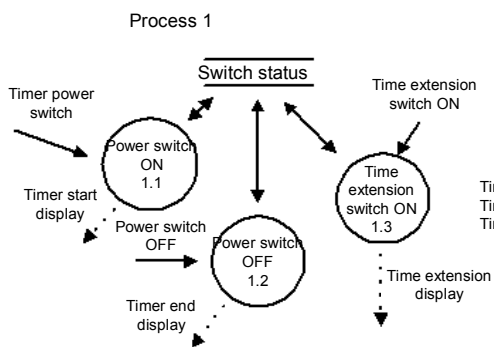 Process 1
Switch status
Timer power
switch
Time extension
switch ON
Power switch
ON
1.1
Time
extension
switch ON
1.3
Timer start
display
Power switch
OFF
Power switch
OFF
1.2
Timer end
display
Time extension
display